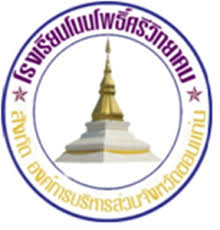 โรงเรียนโนนโพธิ์ศรีวิทยาคม
สังกัด องค์การบริหารส่วนจังหวัดขอนแก่น